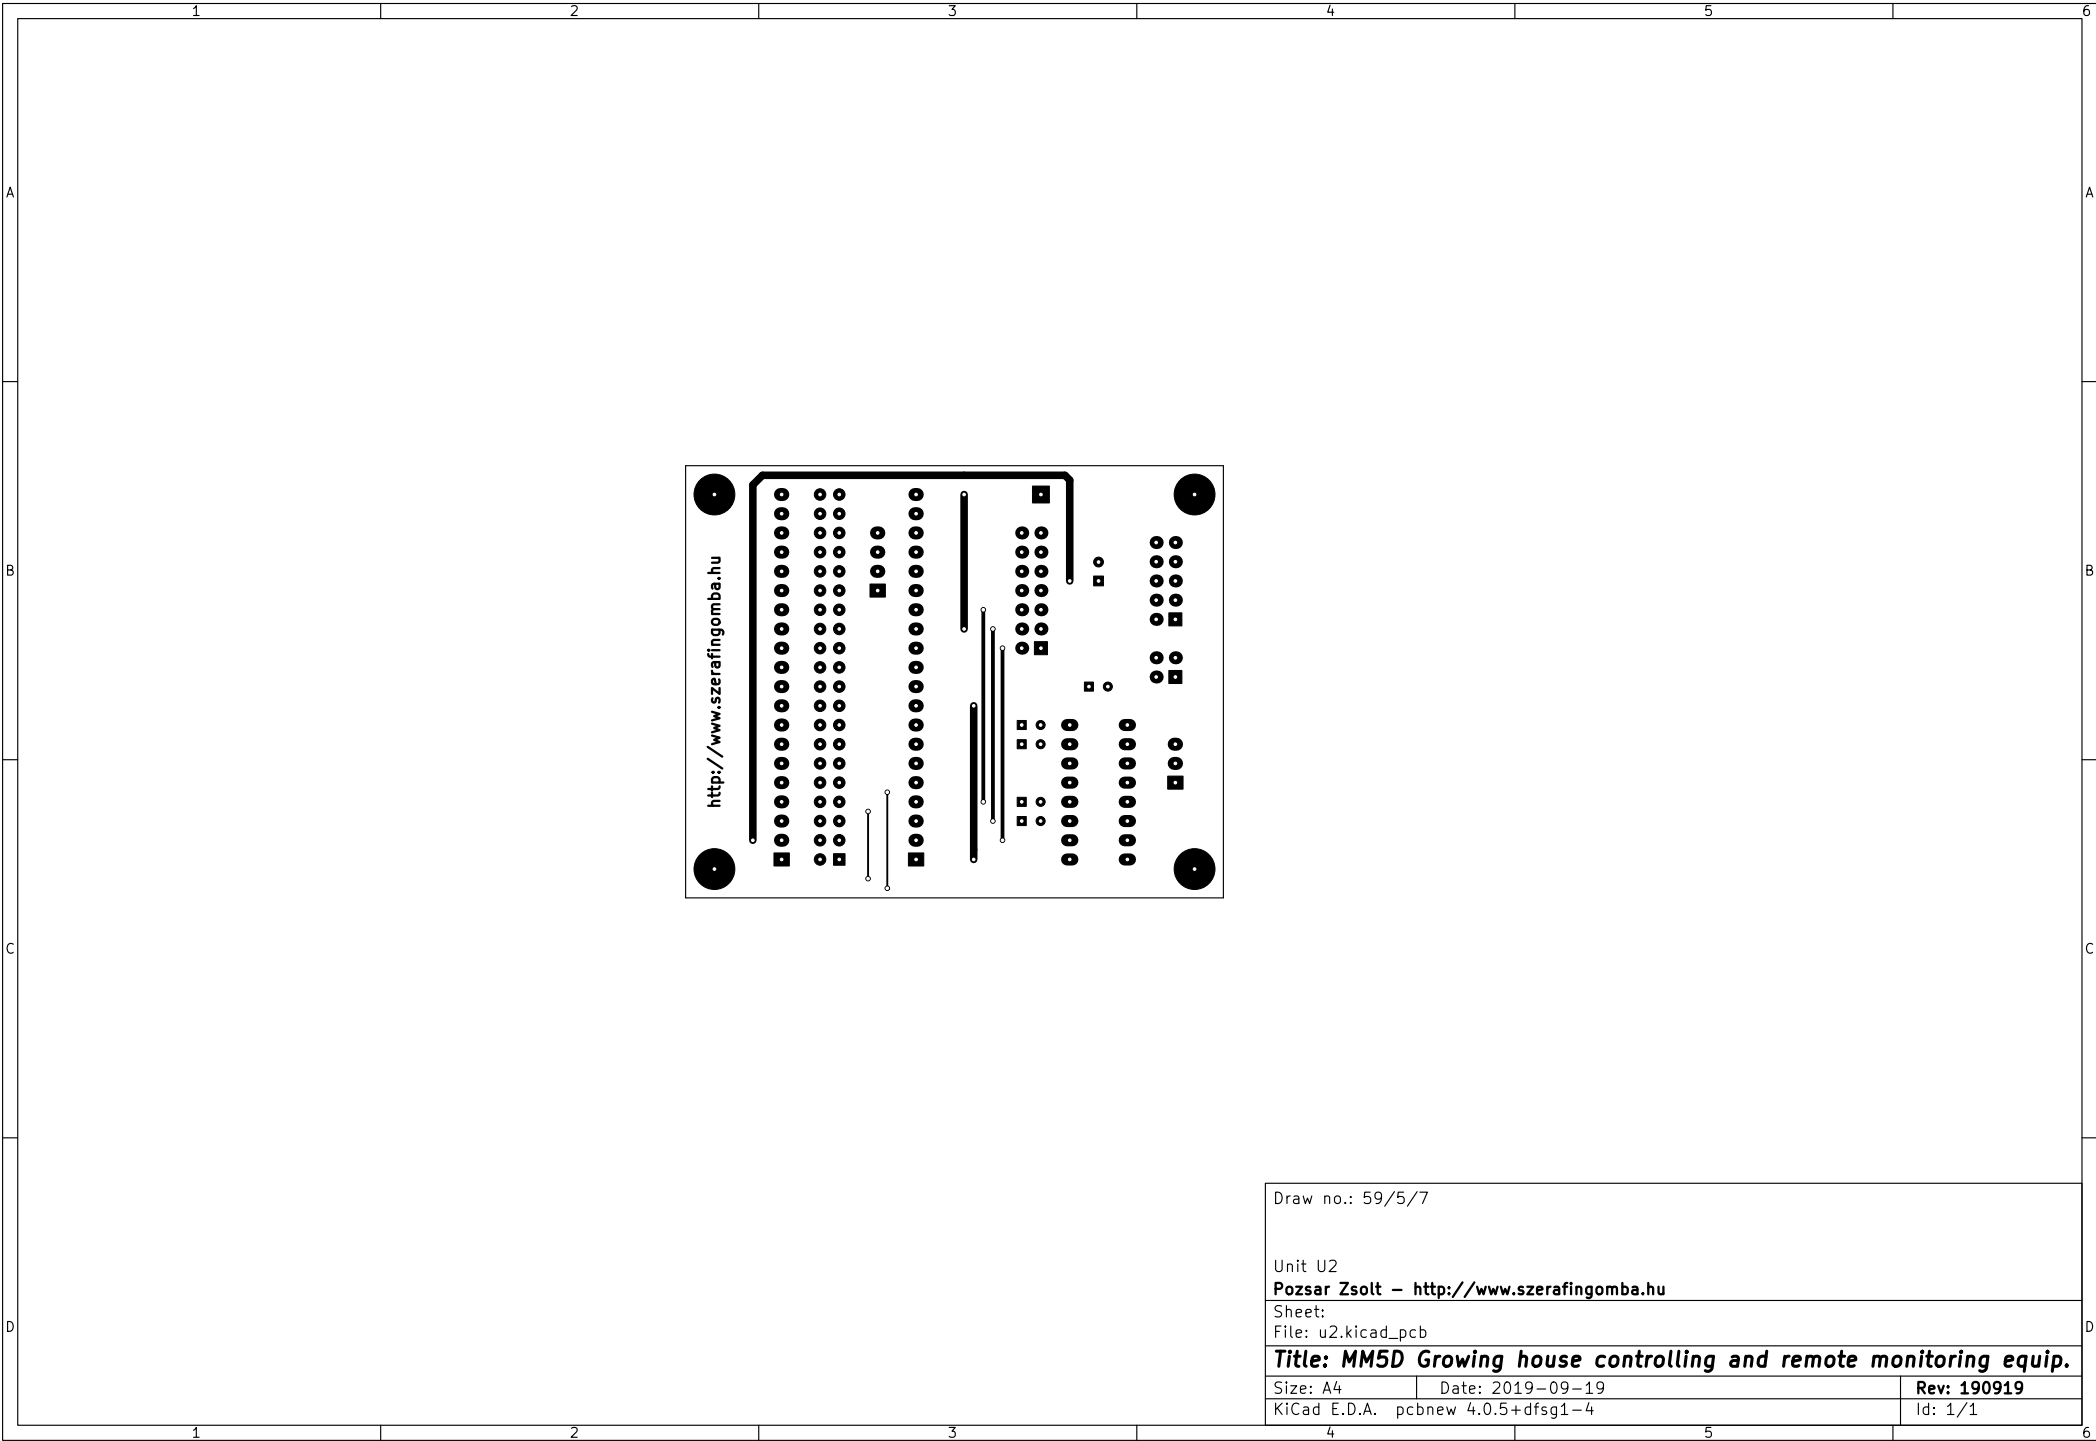 1 2 3 4 5 6
A A
B B
http://www.szerafingomba.hu
C C
D D
Draw no.: 59/5/7
Unit U2
Pozsar Zsolt – http://www.szerafingomba.hu
Sheet:
File: u2.kicad_pcb
Title: MM5D Growing house controlling and remote monitoring equip.
Size: A4 Date: 2019-09-19 Rev: 190919
KiCad E.D.A. pcbnew 4.0.5+dfsg1-4 Id: 1/1
1 2 3 4 5 6